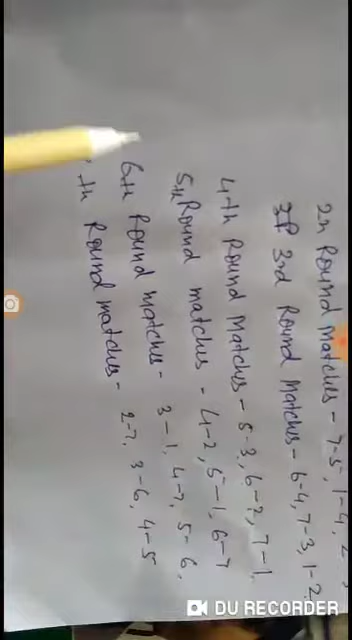 2n Round matches - 7-5, 1-4, 2-
3rd Round matches - 6-4, 7-3, 1-2
4th Round matches - 5-3, 6-2, 7-1
5th Round matches - 4-2, 5-1, 6-7
6th Round matches - 3-1, 4-7, 5-6,
th Round matches - 2-7, 3-6, 4-5
DU RECORDER